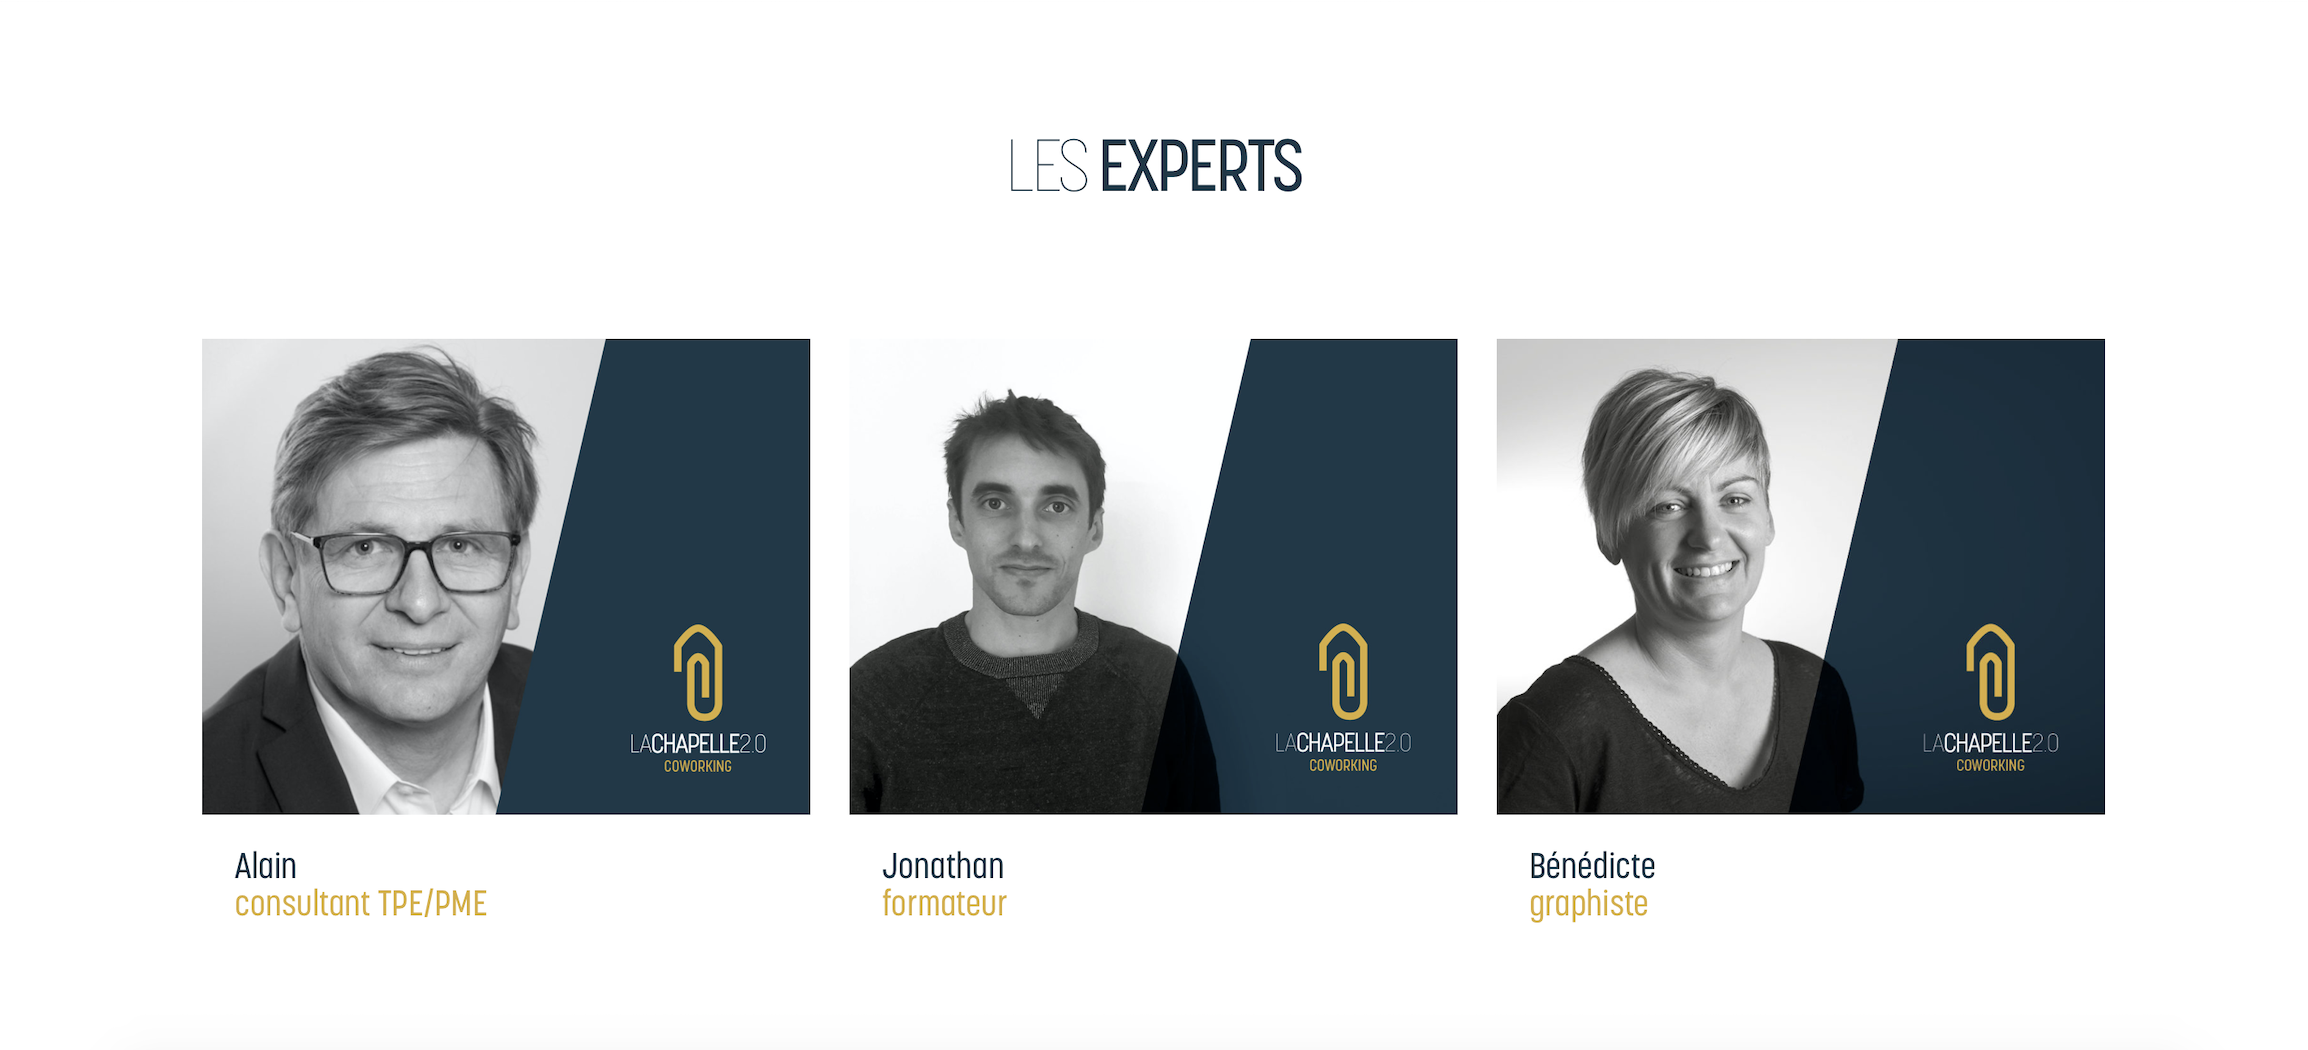 LES EXPERTS
LACHAPELLE2.0
COWORKING
Alain
consultant TPE/PME
LACHAPELLE2.0
COWORKING
Jonathan
formateur
LACHAPELLE2.0
COWORKING
Bénédicte
graphiste